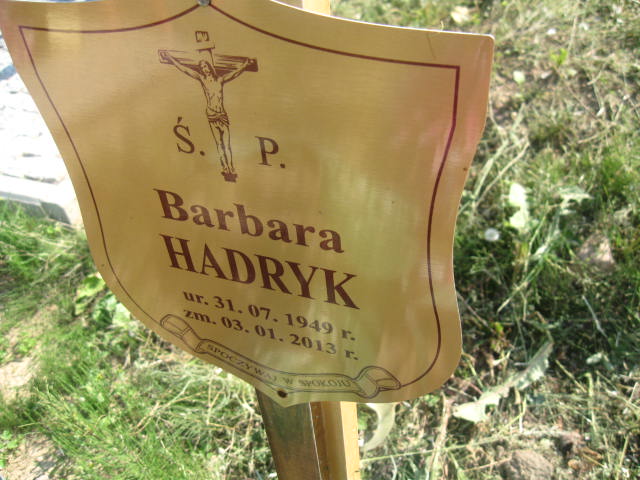 Ś. P.
Barbara
HADRYK
ur. 31. 07. 1949 r.
zm. 03. 01. 2013 r.
SPOCZYWAJ W SPOKOJU